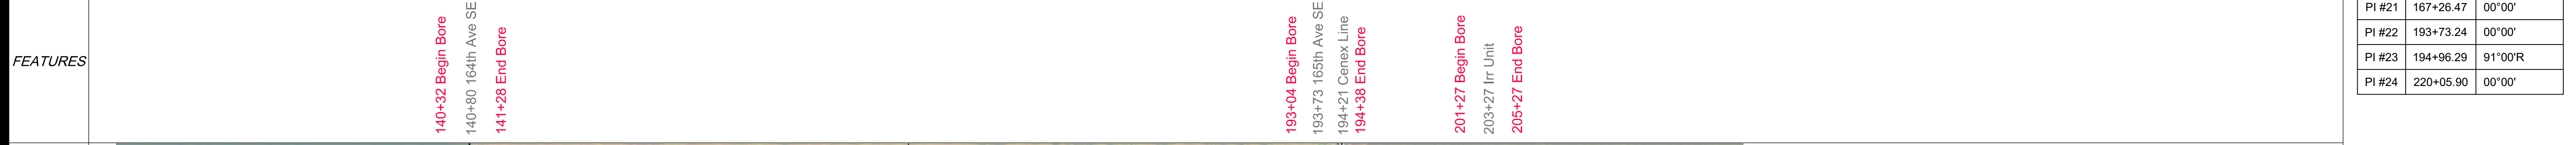 FEATURES
140+32 Begin Bore
140+80 164th Ave SE
141+28 End Bore
193+04 Begin Bore
193+73 165th Ave SE
194+21 Cenex Line
194+38 End Bore
201+27 Begin Bore
203+27 Irr Unit
205+27 End Bore
PI #21 167+26.47 00°00'
PI #22 193+73.24 00°00'
PI #23 194+96.29 91°00'R
PI #24 220+05.90 00°00'